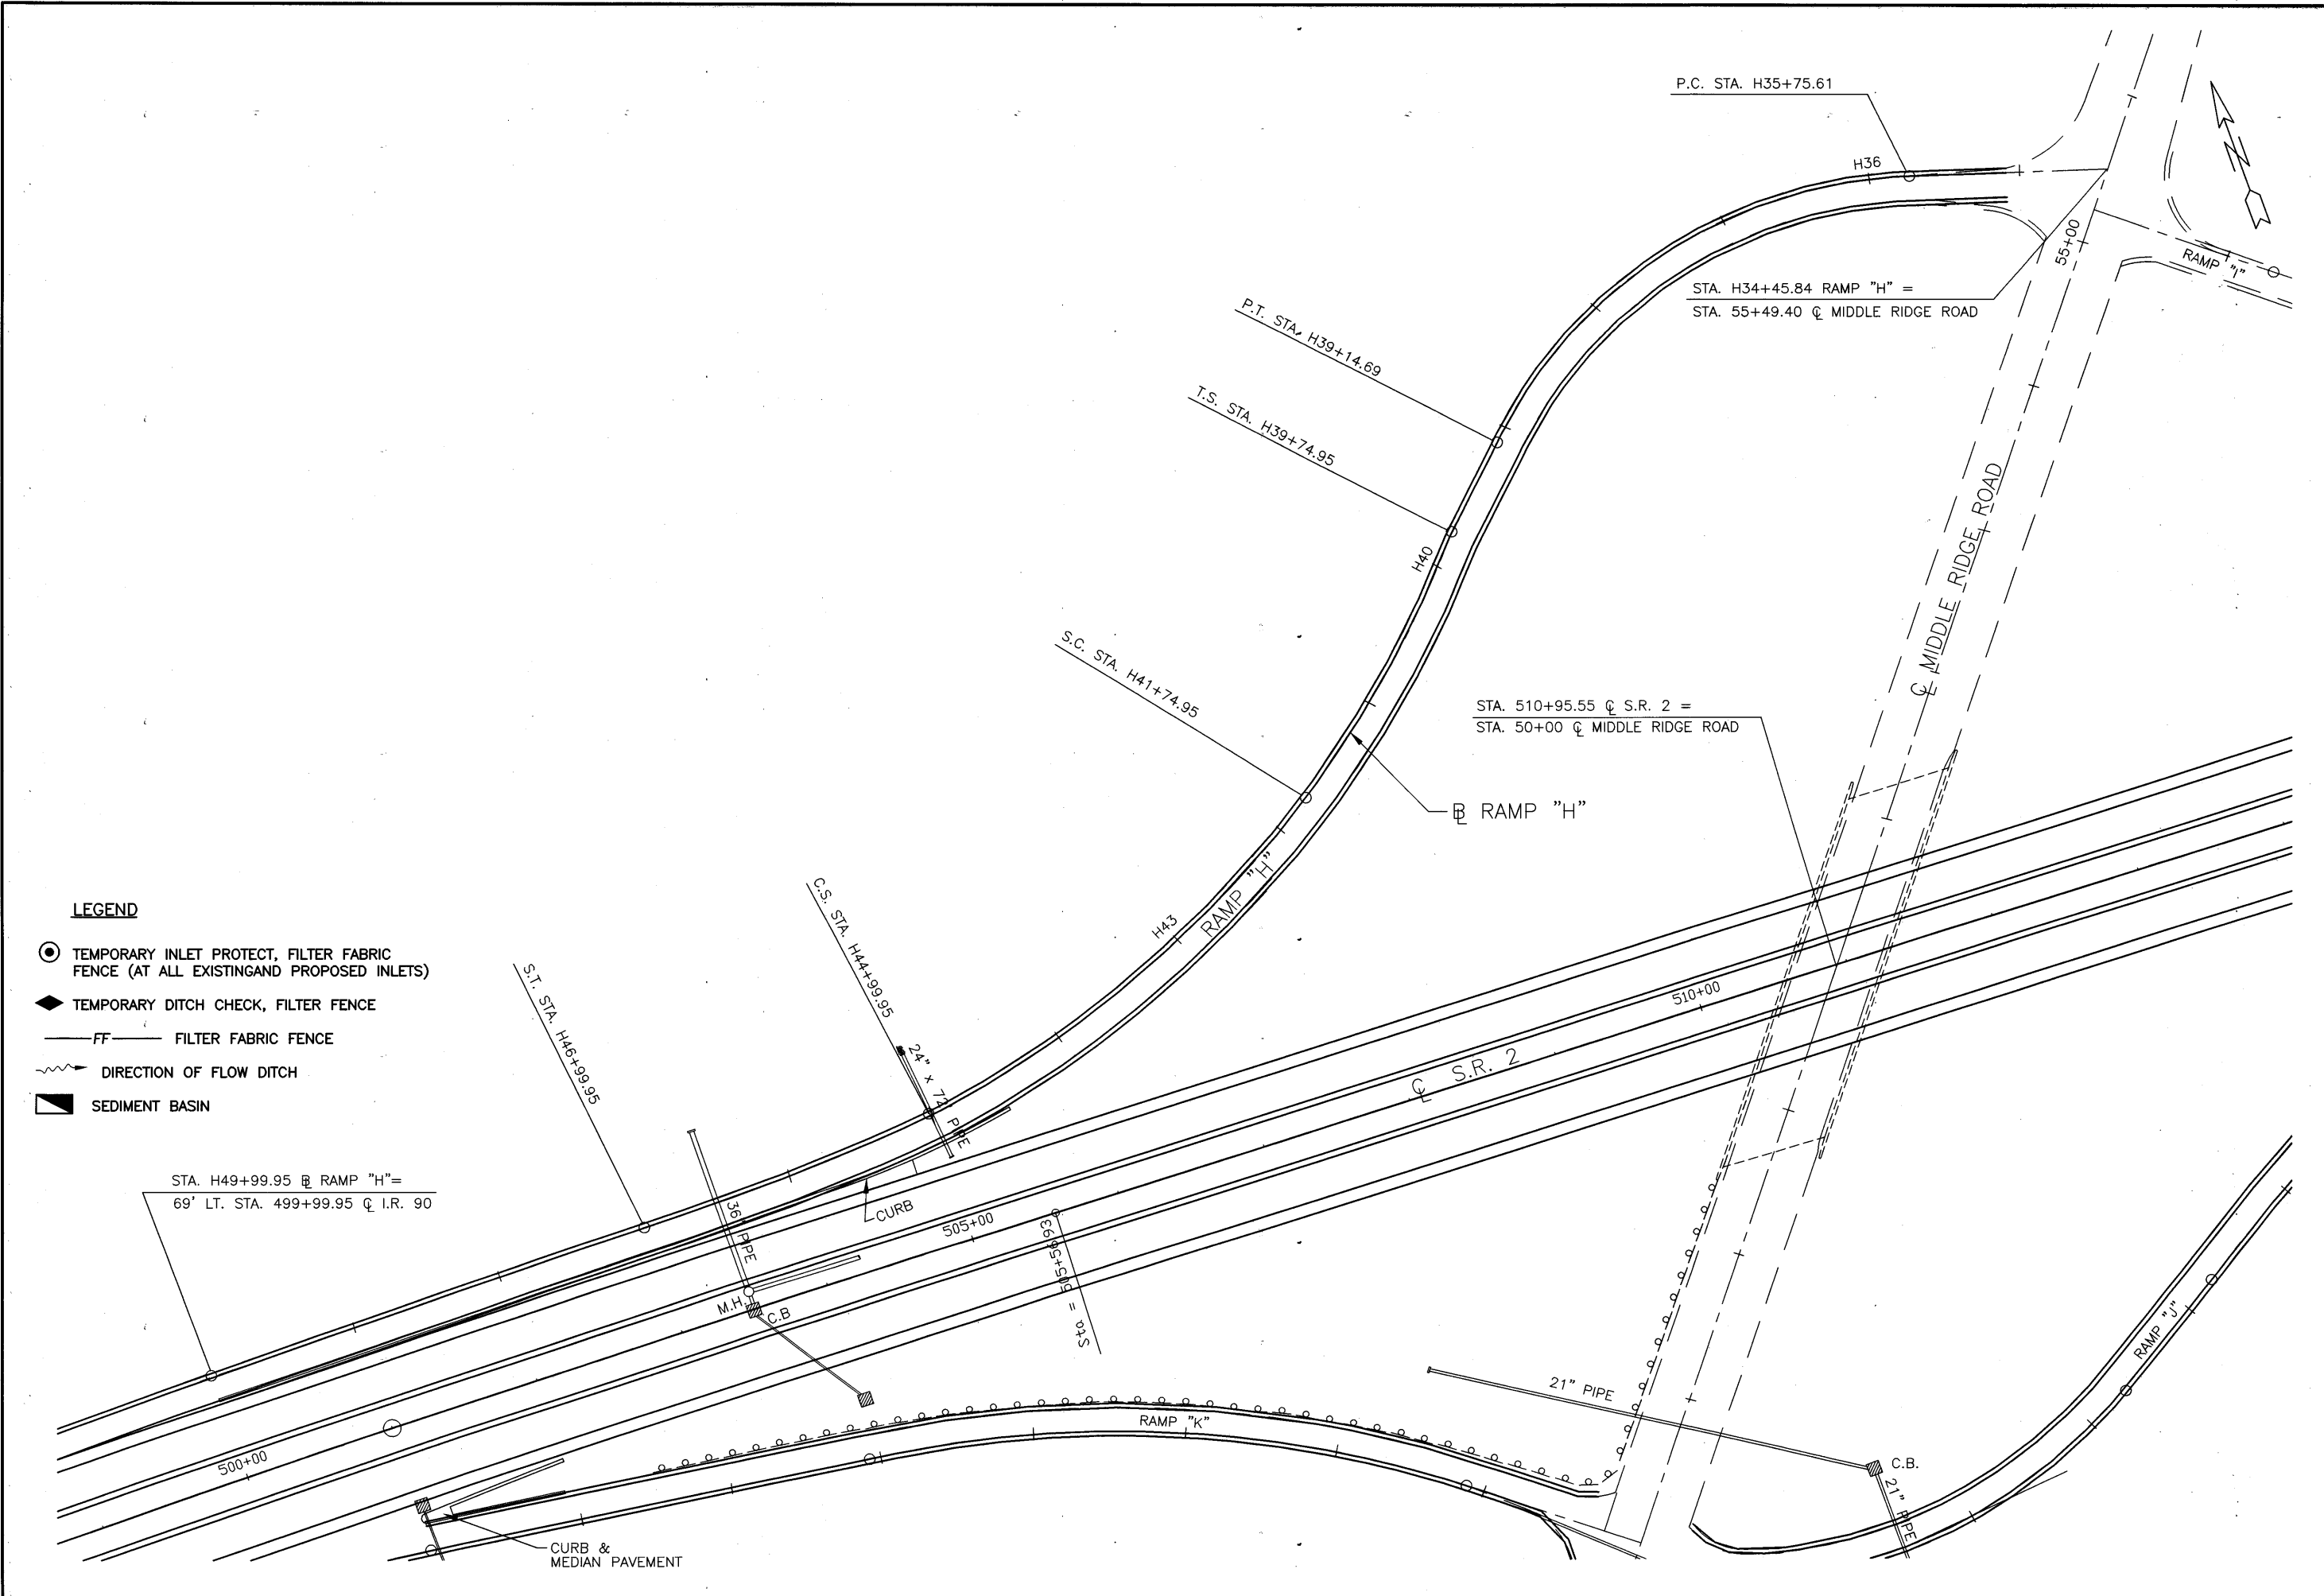 P.C. STA. H35+75.61
H36
55+00
RAMP "I"
STA. H34+45.84 RAMP "H" =
STA. 55+49.40 ℄ MIDDLE RIDGE ROAD
P.T. STA. H39+14.69
T.S. STA. H39+74.95
H40
℄ MIDDLE RIDGE ROAD
S.C. STA. H41+74.95
STA. 510+95.55 ℄ S.R. 2 =
STA. 50+00 ℄ MIDDLE RIDGE ROAD
BL RAMP "H"
RAMP "H"
H43
C.S. STA. H44+99.95
24" x 72' PIPE
S.T. STA. H46+99.95
LEGEND
TEMPORARY INLET PROTECT, FILTER FABRIC
FENCE (AT ALL EXISTINGAND PROPOSED INLETS)
TEMPORARY DITCH CHECK, FILTER FENCE
FF FILTER FABRIC FENCE
DIRECTION OF FLOW DITCH
SEDIMENT BASIN
510+00
℄ S.R. 2
STA. H49+99.95 BL RAMP "H"=
69' LT. STA. 499+99.95 ℄ I.R. 90
36" PIPE
CURB
505+00
Sta = 505+56.93
M.H.
C.B
RAMP "J"
21" PIPE
RAMP "K"
500+00
C.B.
21" PIPE
CURB &
MEDIAN PAVEMENT